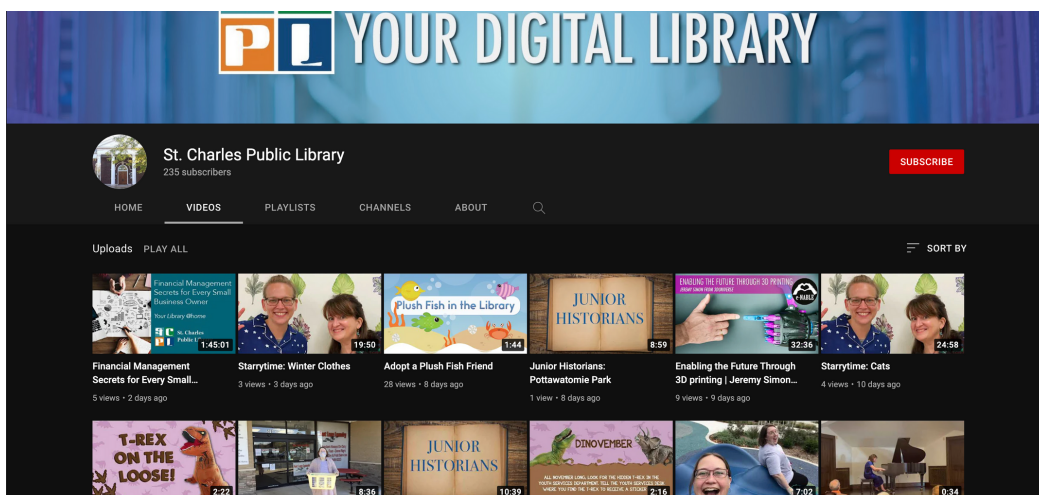 PL YOUR DIGITAL LIBRARY
St. Charles Public Library
235 subscribers
SUBSCRIBE
HOME VIDEOS PLAYLISTS CHANNELS ABOUT
Uploads PLAY ALL SORT BY
Financial Management
Secrets for Every Small
Business Owner
Your Library @home
SC St. Charles
PL Public
1:45:01
19:50
Plush Fish in the Library
1:44
JUNIOR
HISTORIANS
8:59
ENABLING THE FUTURE THROUGH 3D PRINTING
e-NABLE
32:36
24:58
Financial Management
Secrets for Every Small...
5 views • 2 days ago
Starrytime: Winter Clothes
3 views • 3 days ago
Adopt a Plush Fish Friend
28 views • 8 days ago
Junior Historians:
Pottawatomie Park
1 view • 8 days ago
Enabling the Future Through
3D printing | Jeremy Simon...
9 views • 9 days ago
Starrytime: Cats
4 views • 10 days ago
T-REX
ON THE
LOOSE!
2:22
8:36
JUNIOR
HISTORIANS
10:39
DINOVEMBER
ALL NOVEMBER LONG, LOOK FOR THE HIDDEN T-REX IN THE
YOUTH SERVICES DEPARTMENT. TELL THE YOUTH SERVICES DESK
WHERE YOU FIND THE T-REX TO RECEIVE A STICKER
2:16
7:02
0:34